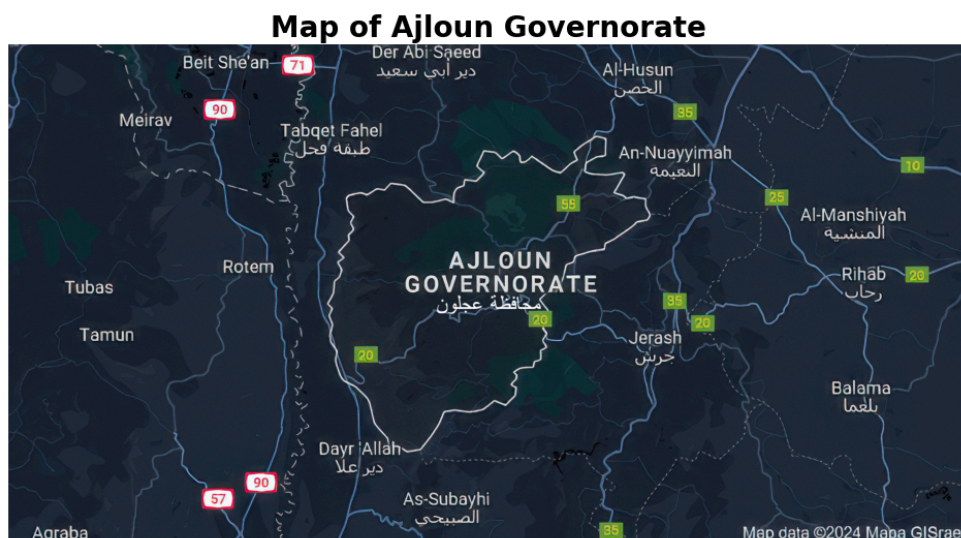 Map of Ajloun Governorate
Beit She'an
71
Der Abi Saeed
دير أبي سعيد
Al-Husun
الحصن
90
Meirav
35
Tabqet Fahel
طبقة فحل
An-Nuayyimah
النعيمة
10
25
55
Al-Manshiyah
المنشية
AJLOUN
GOVERNORATE
محافظة عجلون
Rotem
Rihab
رحاب
20
Tubas
35
20
20
Tamun
Jerash
جرش
20
Balama
بلعما
Dayr 'Allah
دير علا
90
57
As-Subayhi
الصبيحي
35
Aqraba
Map data ©2024 Mapa GISrae